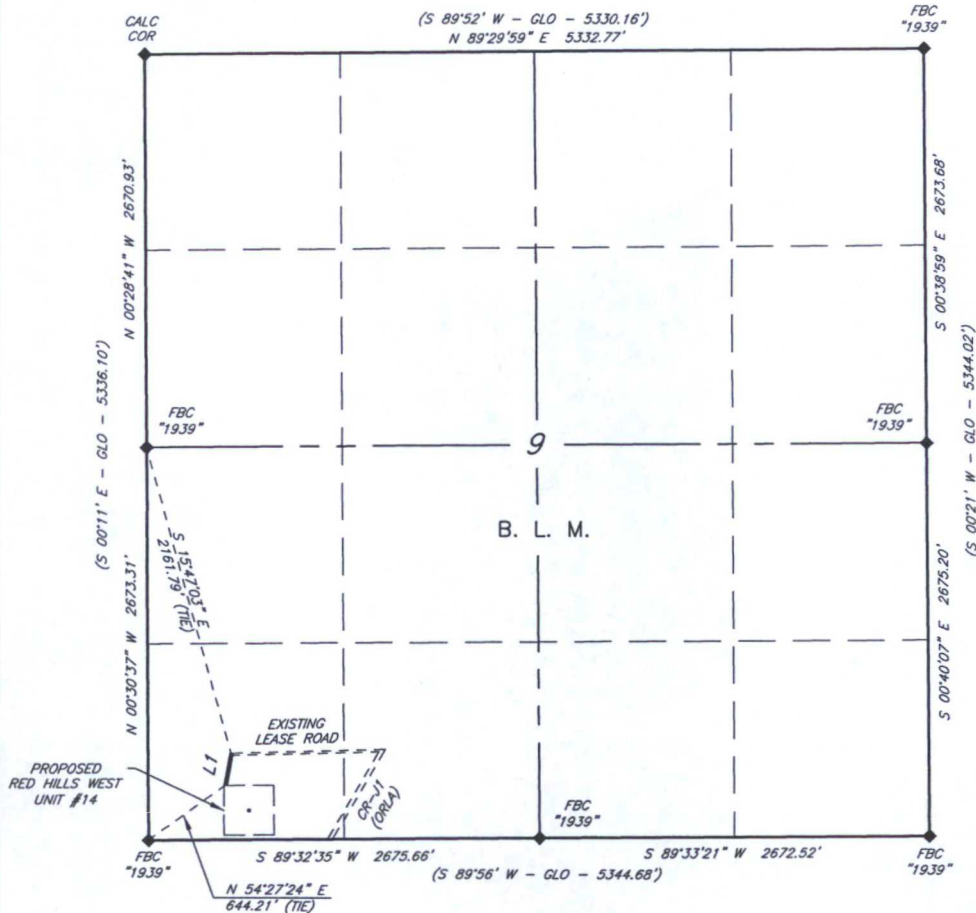 (S 89°52' W - GLO - 5330.16')
N 89°29'59" E 5332.77'
CALC
COR
FBC
"1939"
N 00°28'41" W 2670.93'
S 00°38'59" E 2673.68'
(S 00°11' E - GLO - 5336.10')
(S 00°21' W - GLO - 5344.02')
FBC
"1939"
FBC
"1939"
9
B. L. M.
S 15°47'03" E
2161.79' (TIE)
N 00°30'37" W 2673.31'
S 00°40'07" E 2675.20'
EXISTING
LEASE ROAD
L1
PROPOSED
RED HILLS WEST
UNIT #14
CR-J1
(ORLA)
FBC
"1939"
FBC
"1939"
S 89°32'35" W 2675.66'
S 89°33'21" W 2672.52'
FBC
"1939"
(S 89°56' W - GLO - 5344.68')
N 54°27'24" E
644.21' (TIE)